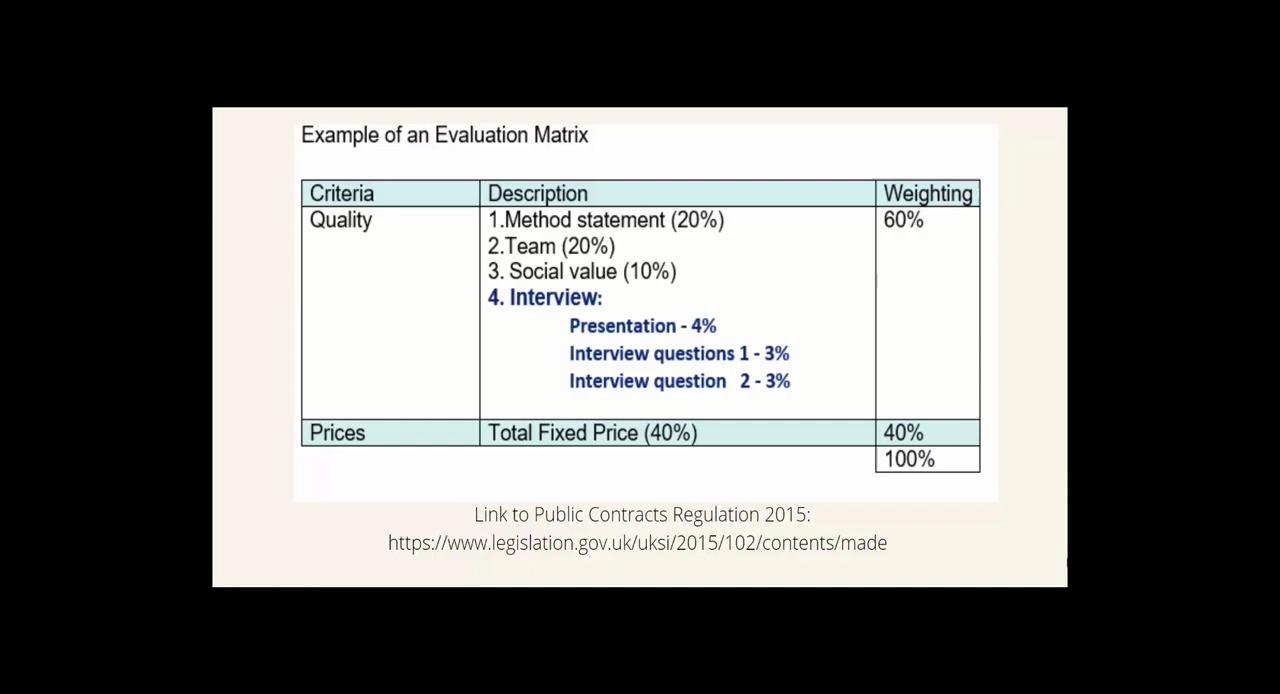 Example of an Evaluation Matrix
Criteria Description Weighting
Quality 1.Method statement (20%) 60%
2.Team (20%)
3. Social value (10%)
4. Interview:
Presentation - 4%
Interview questions 1 - 3%
Interview question 2 - 3%
Prices Total Fixed Price (40%) 40%
100%
Link to Public Contracts Regulation 2015:
https://www.legislation.gov.uk/uksi/2015/102/contents/made